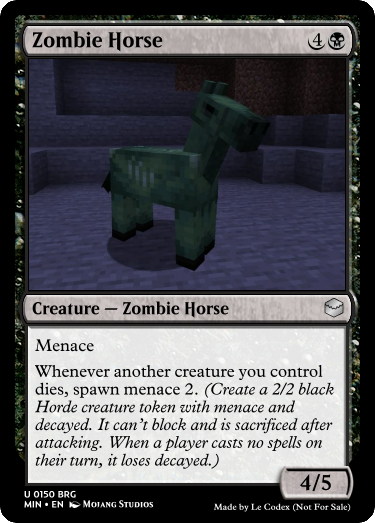 Zombie Horse 4
Creature — Zombie Horse
Menace
Whenever another creature you control
dies, spawn menace 2. (Create a 2/2 black
Horde creature token with menace and
decayed. It can’t block and is sacrificed after
attacking. When a player casts no spells on
their turn, it loses decayed.)
4/5
U 0150 BRG
MIN • EN Mojang Studios
Made by Le Codex (Not For Sale)